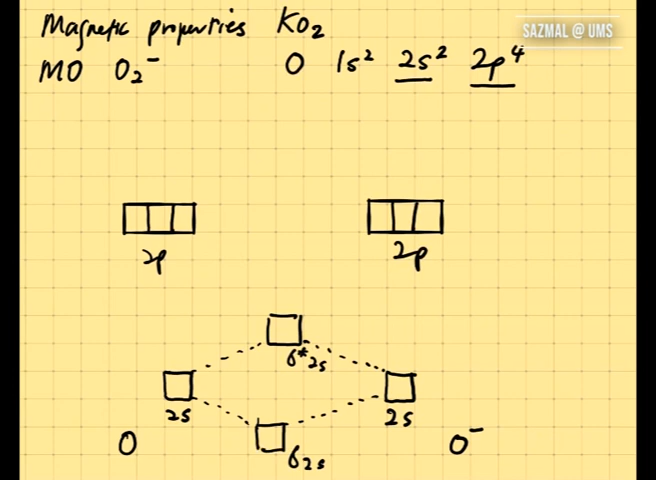 Magnetic properties KO₂
SAZMAL @ UMS
MO O₂⁻ O 1s² 2s² 2p⁴
2p 2p
σ*2s
2s 2s
O σ2s O⁻